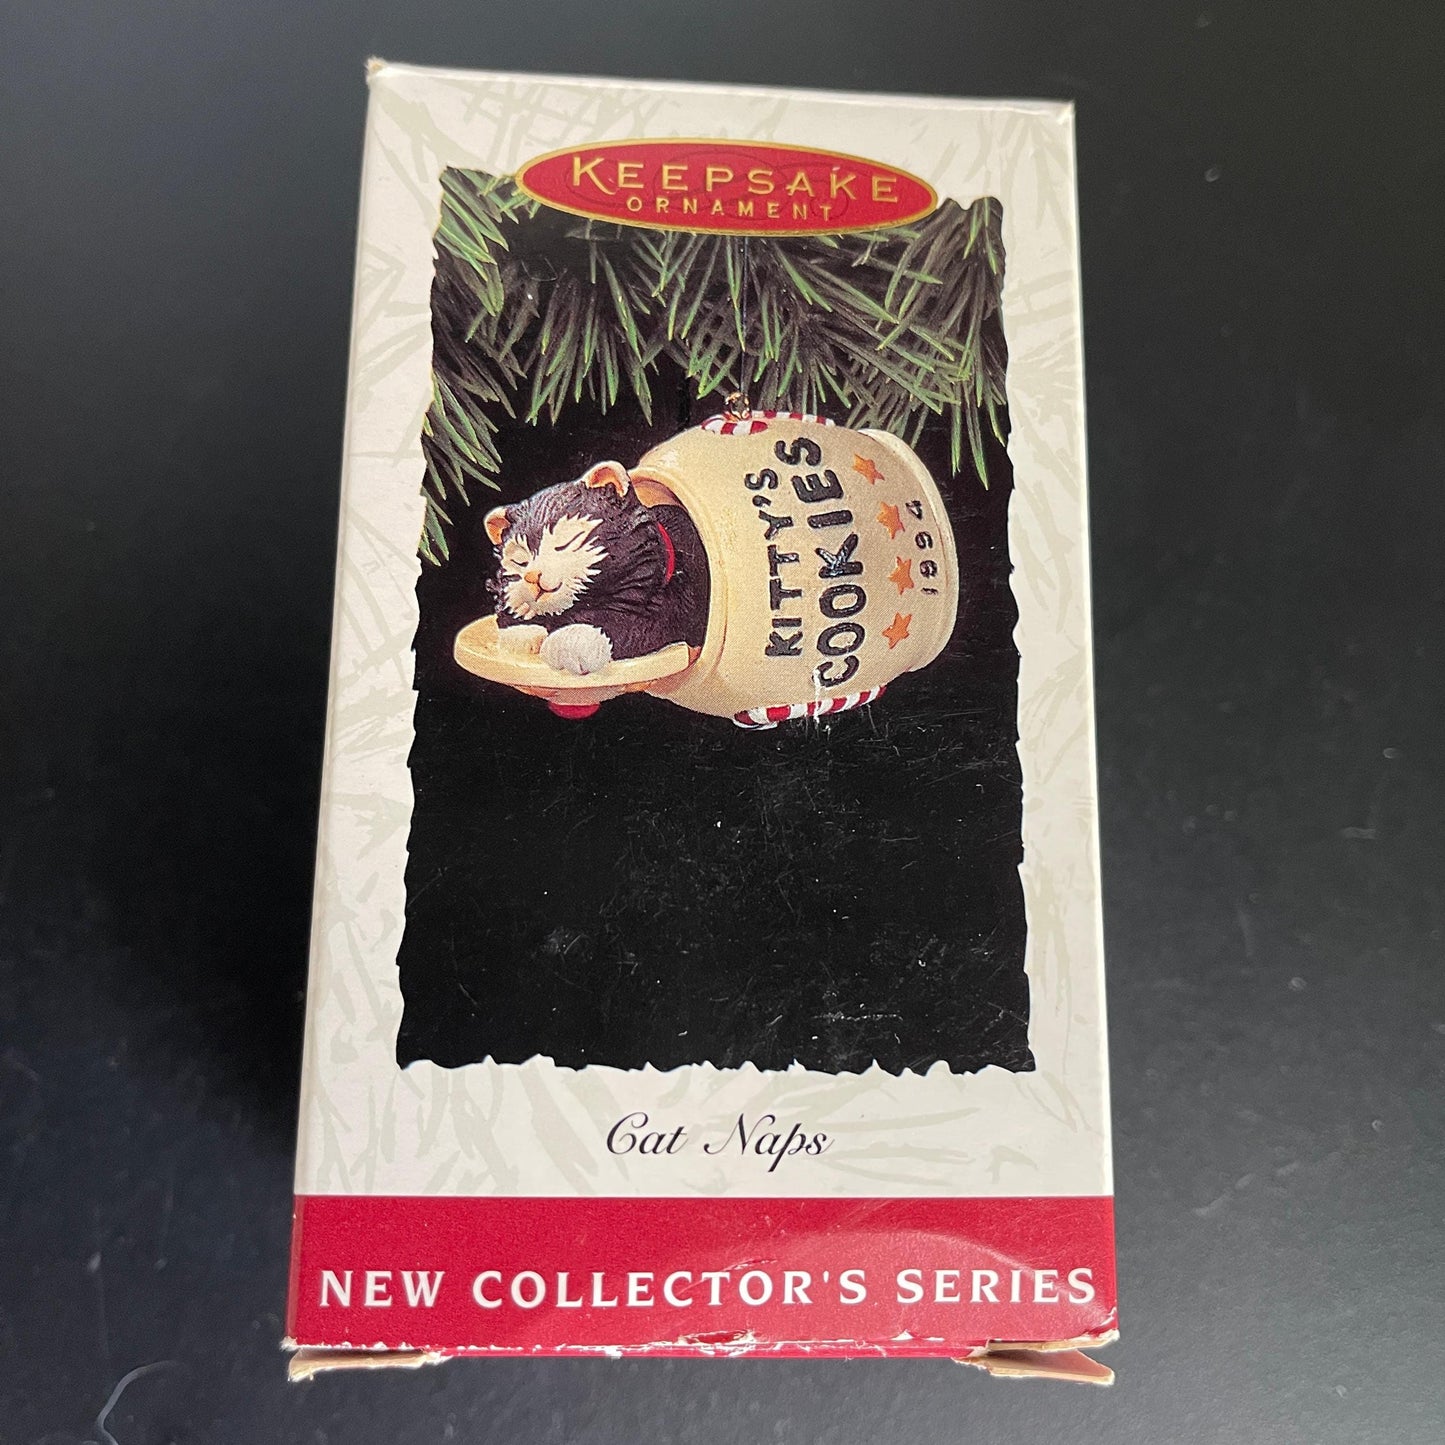 KEEPSAKE
ORNAMENT
KITTY'S
COOKIES
1994
Cat Naps
NEW COLLECTOR'S SERIES